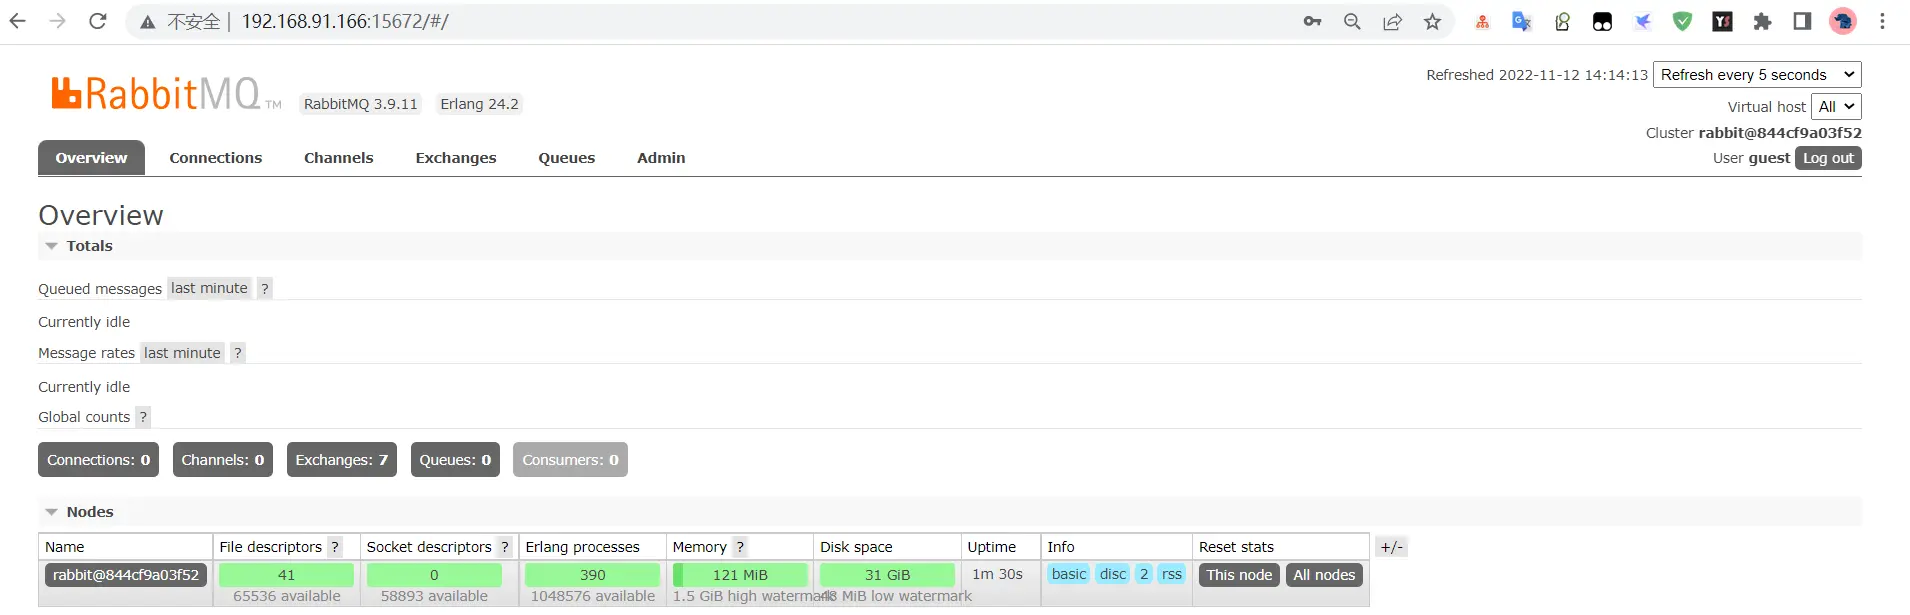 不安全 | 192.168.91.166:15672/#/
RabbitMQ TM RabbitMQ 3.9.11 Erlang 24.2
Refreshed 2022-11-12 14:14:13 Refresh every 5 seconds
Virtual host All
Cluster rabbit@844cf9a03f52
User guest Log out
Overview Connections Channels Exchanges Queues Admin
Overview
Totals
Queued messages last minute ?
Currently idle
Message rates last minute ?
Currently idle
Global counts ?
Connections: 0 Channels: 0 Exchanges: 7 Queues: 0 Consumers: 0
Nodes
Name File descriptors ? Socket descriptors ? Erlang processes Memory ? Disk space Uptime Info Reset stats +/-
rabbit@844cf9a03f52 41 0 390 121 MiB 31 GiB 1m 30s basic disc 2 rss This node All nodes
65536 available 58893 available 1048576 available 1.5 GiB high watermark 48 MiB low watermark